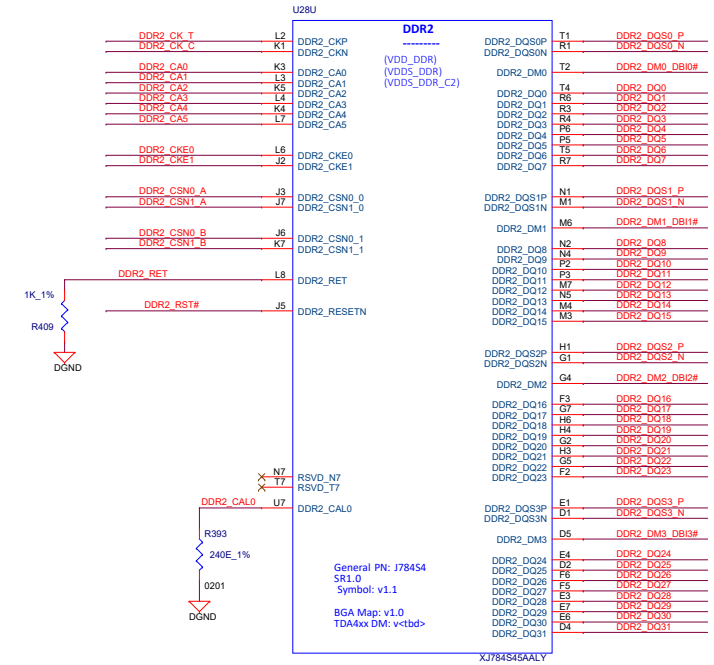 U28U
DDR2
---------
(VDD_DDR)
(VDDS_DDR)
(VDDS_DDR_C2)
DDR2_CK_T L2 DDR2_CKP
DDR2_CK_C K1 DDR2_CKN
DDR2_CA0 K3 DDR2_CA0
DDR2_CA1 L3 DDR2_CA1
DDR2_CA2 K5 DDR2_CA2
DDR2_CA3 L4 DDR2_CA3
DDR2_CA4 K4 DDR2_CA4
DDR2_CA5 L7 DDR2_CA5
DDR2_CKE0 L6 DDR2_CKE0
DDR2_CKE1 J2 DDR2_CKE1
DDR2_CSN0_A J3 DDR2_CSN0_0
DDR2_CSN1_A J7 DDR2_CSN1_0
DDR2_CSN0_B J6 DDR2_CSN0_1
DDR2_CSN1_B K7 DDR2_CSN1_1
DDR2_RET L8 DDR2_RET
1K_1%
R409
DGND
DDR2_RST# J5 DDR2_RESETN
N7 RSVD_N7
T7 RSVD_T7
DDR2_CAL0 U7 DDR2_CAL0
R393
240E_1%
0201
DGND
DDR2_DQS0P T1 DDR2_DQS0_P
DDR2_DQS0N R1 DDR2_DQS0_N
DDR2_DM0 T2 DDR2_DM0_DBI0#
DDR2_DQ0 T4 DDR2_DQ0
DDR2_DQ1 R6 DDR2_DQ1
DDR2_DQ2 R3 DDR2_DQ2
DDR2_DQ3 R4 DDR2_DQ3
DDR2_DQ4 P6 DDR2_DQ4
DDR2_DQ5 P5 DDR2_DQ5
DDR2_DQ6 T5 DDR2_DQ6
DDR2_DQ7 R7 DDR2_DQ7
DDR2_DQS1P N1 DDR2_DQS1_P
DDR2_DQS1N M1 DDR2_DQS1_N
DDR2_DM1 M6 DDR2_DM1_DBI1#
DDR2_DQ8 N2 DDR2_DQ8
DDR2_DQ9 N4 DDR2_DQ9
DDR2_DQ10 P2 DDR2_DQ10
DDR2_DQ11 P3 DDR2_DQ11
DDR2_DQ12 M7 DDR2_DQ12
DDR2_DQ13 N5 DDR2_DQ13
DDR2_DQ14 M4 DDR2_DQ14
DDR2_DQ15 M3 DDR2_DQ15
DDR2_DQS2P H1 DDR2_DQS2_P
DDR2_DQS2N G1 DDR2_DQS2_N
DDR2_DM2 G4 DDR2_DM2_DBI2#
DDR2_DQ16 F3 DDR2_DQ16
DDR2_DQ17 G7 DDR2_DQ17
DDR2_DQ18 H6 DDR2_DQ18
DDR2_DQ19 H4 DDR2_DQ19
DDR2_DQ20 G2 DDR2_DQ20
DDR2_DQ21 H3 DDR2_DQ21
DDR2_DQ22 G5 DDR2_DQ22
DDR2_DQ23 F2 DDR2_DQ23
DDR2_DQS3P E1 DDR2_DQS3_P
DDR2_DQS3N D1 DDR2_DQS3_N
DDR2_DM3 D5 DDR2_DM3_DBI3#
DDR2_DQ24 E4 DDR2_DQ24
DDR2_DQ25 D2 DDR2_DQ25
DDR2_DQ26 F6 DDR2_DQ26
DDR2_DQ27 F5 DDR2_DQ27
DDR2_DQ28 E3 DDR2_DQ28
DDR2_DQ29 E7 DDR2_DQ29
DDR2_DQ30 E6 DDR2_DQ30
DDR2_DQ31 D4 DDR2_DQ31
General PN: J784S4
SR1.0
Symbol: v1.1
BGA Map: v1.0
TDA4xx DM: v<tbd>
XJ784S45AALY